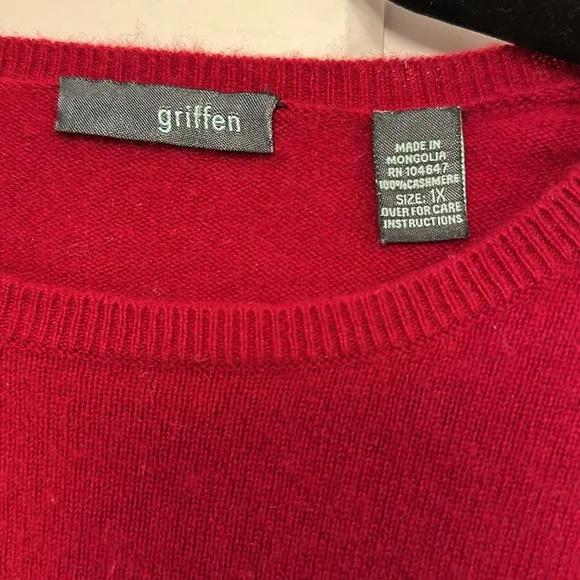 griffen
MADE IN
MONGOLIA
RN 104647
100%CASHMERE
SIZE: 1X
OVER FOR CARE
INSTRUCTIONS